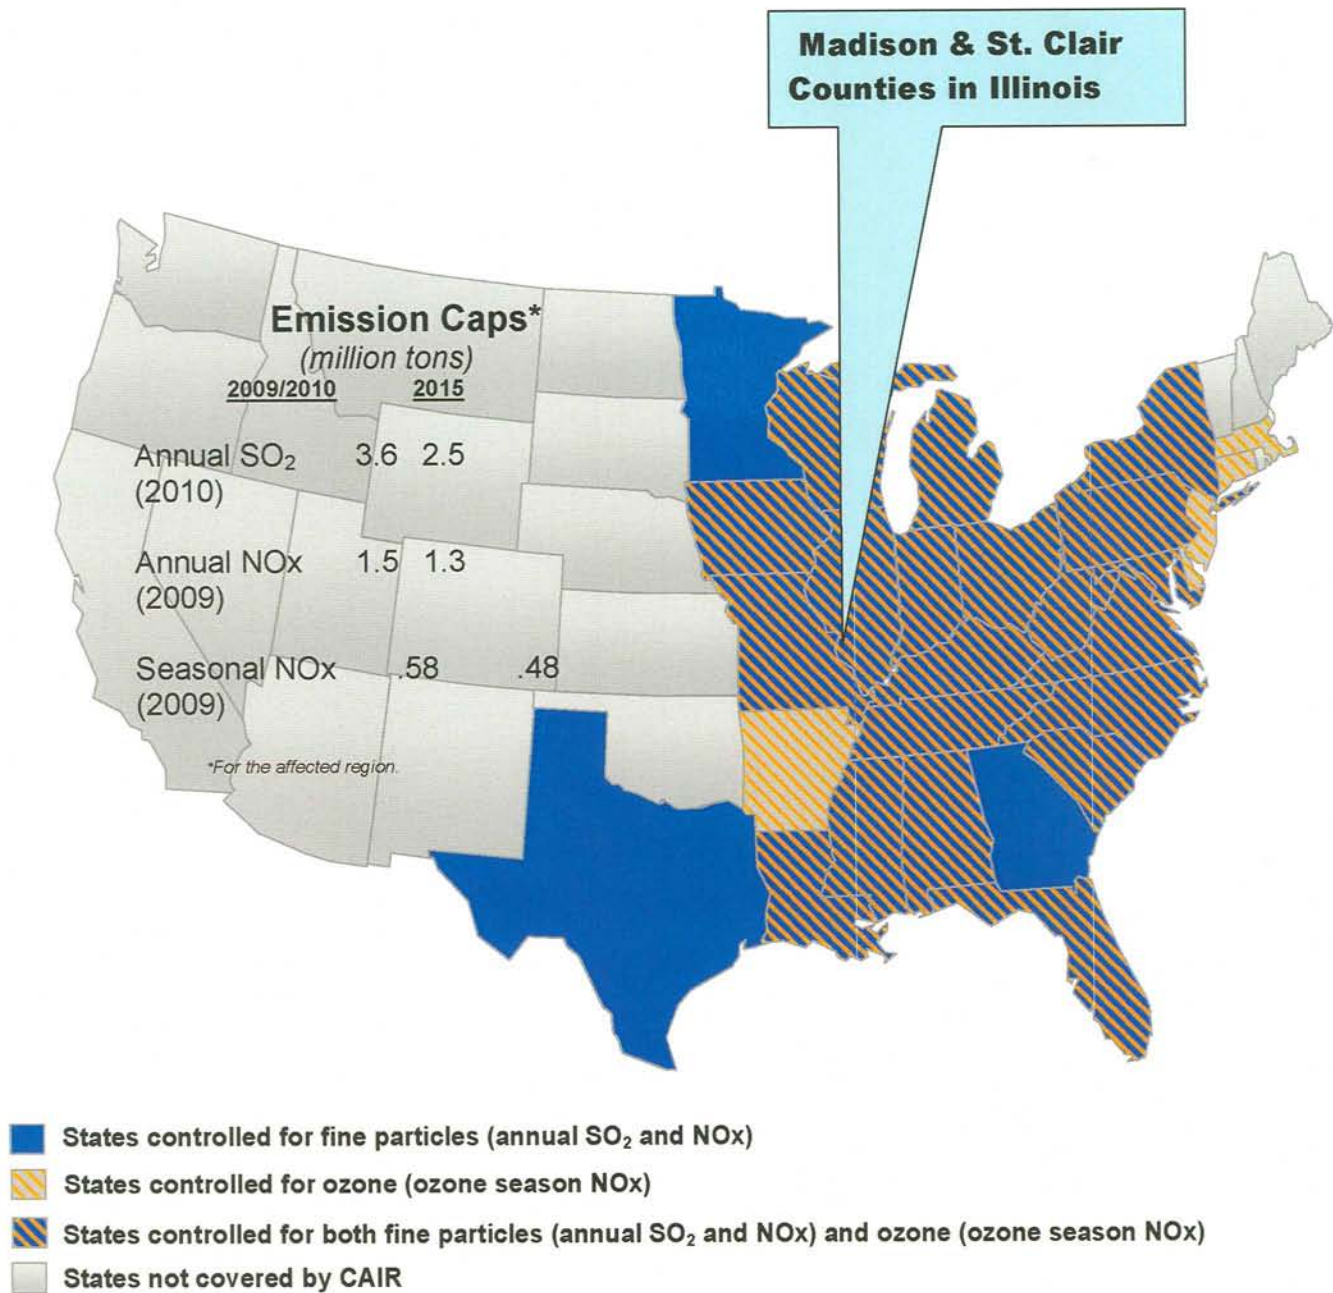 Madison & St. Clair
Counties in Illinois
Emission Caps*
(million tons)
2009/2010 2015
Annual SO₂ 3.6 2.5
(2010)
Annual NOx 1.5 1.3
(2009)
Seasonal NOx .58 .48
(2009)
*For the affected region.
States controlled for fine particles (annual SO₂ and NOx)
States controlled for ozone (ozone season NOx)
States controlled for both fine particles (annual SO₂ and NOx) and ozone (ozone season NOx)
States not covered by CAIR